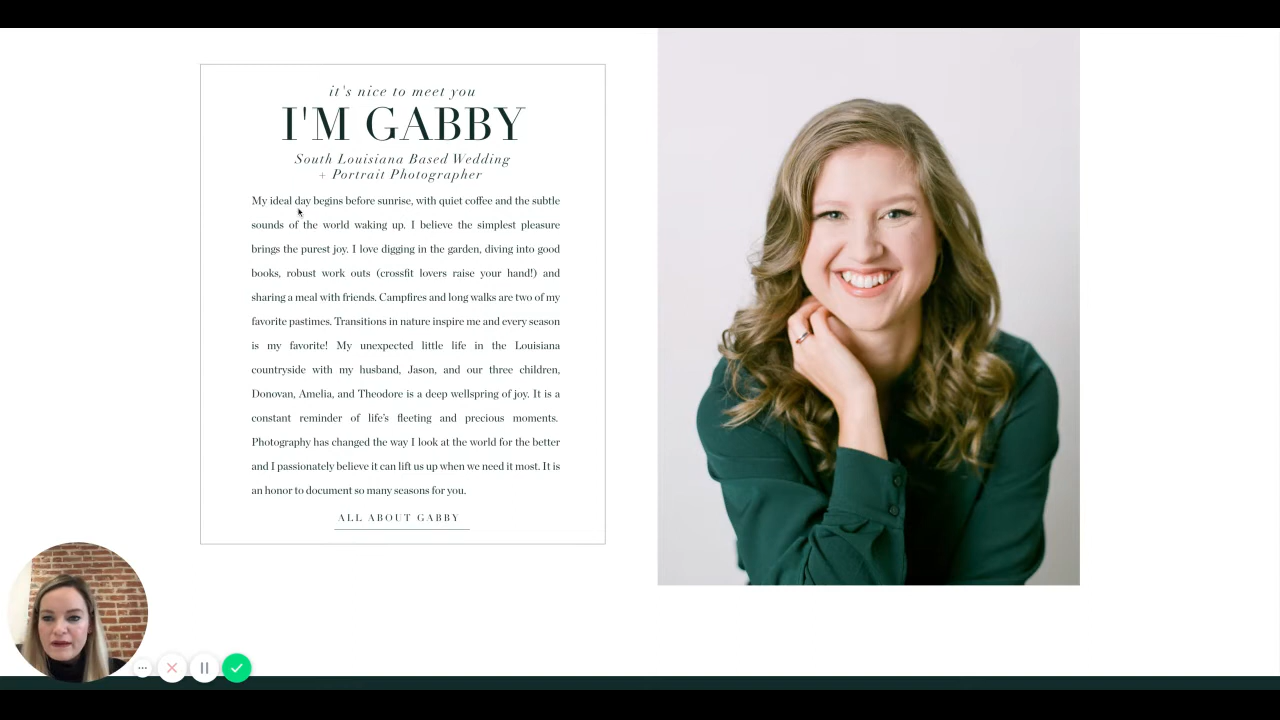 it's nice to meet you
I'M GABBY
South Louisiana Based Wedding
+ Portrait Photographer
My ideal day begins before sunrise, with quiet coffee and the subtle
sounds of the world waking up. I believe the simplest pleasure
brings the purest joy. I love digging in the garden, diving into good
books, robust work outs (crossfit lovers raise your hand!) and
sharing a meal with friends. Campfires and long walks are two of my
favorite pastimes. Transitions in nature inspire me and every season
is my favorite! My unexpected little life in the Louisiana
countryside with my husband, Jason, and our three children,
Donovan, Amelia, and Theodore is a deep wellspring of joy. It is a
constant reminder of life's fleeting and precious moments.
Photography has changed the way I look at the world for the better
and I passionately believe it can lift us up when we need it most. It is
an honor to document so many seasons for you.
ALL ABOUT GABBY